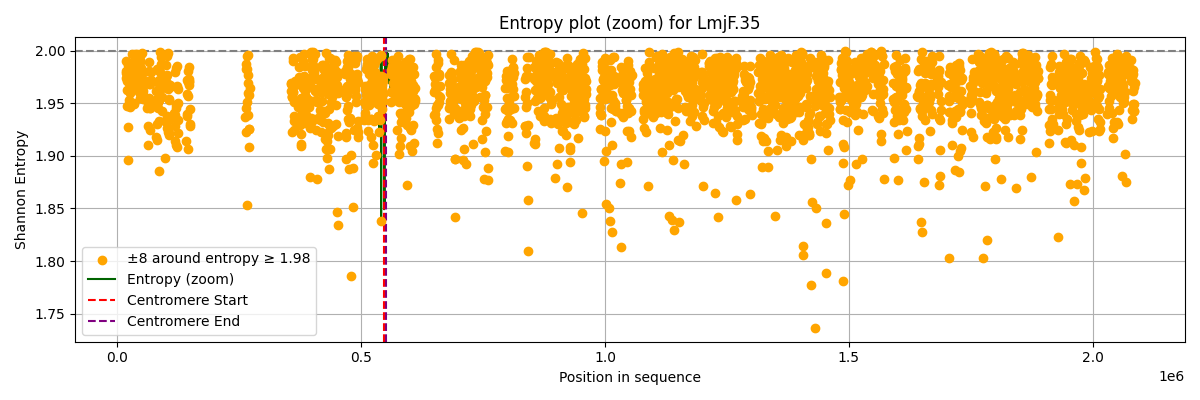 Entropy plot (zoom) for LmjF.35
Shannon Entropy
2.00
1.95
1.90
1.85
1.80
1.75
±8 around entropy ≥ 1.98
Entropy (zoom)
Centromere Start
Centromere End
0.0 0.5 1.0 1.5 2.0
1e6
Position in sequence